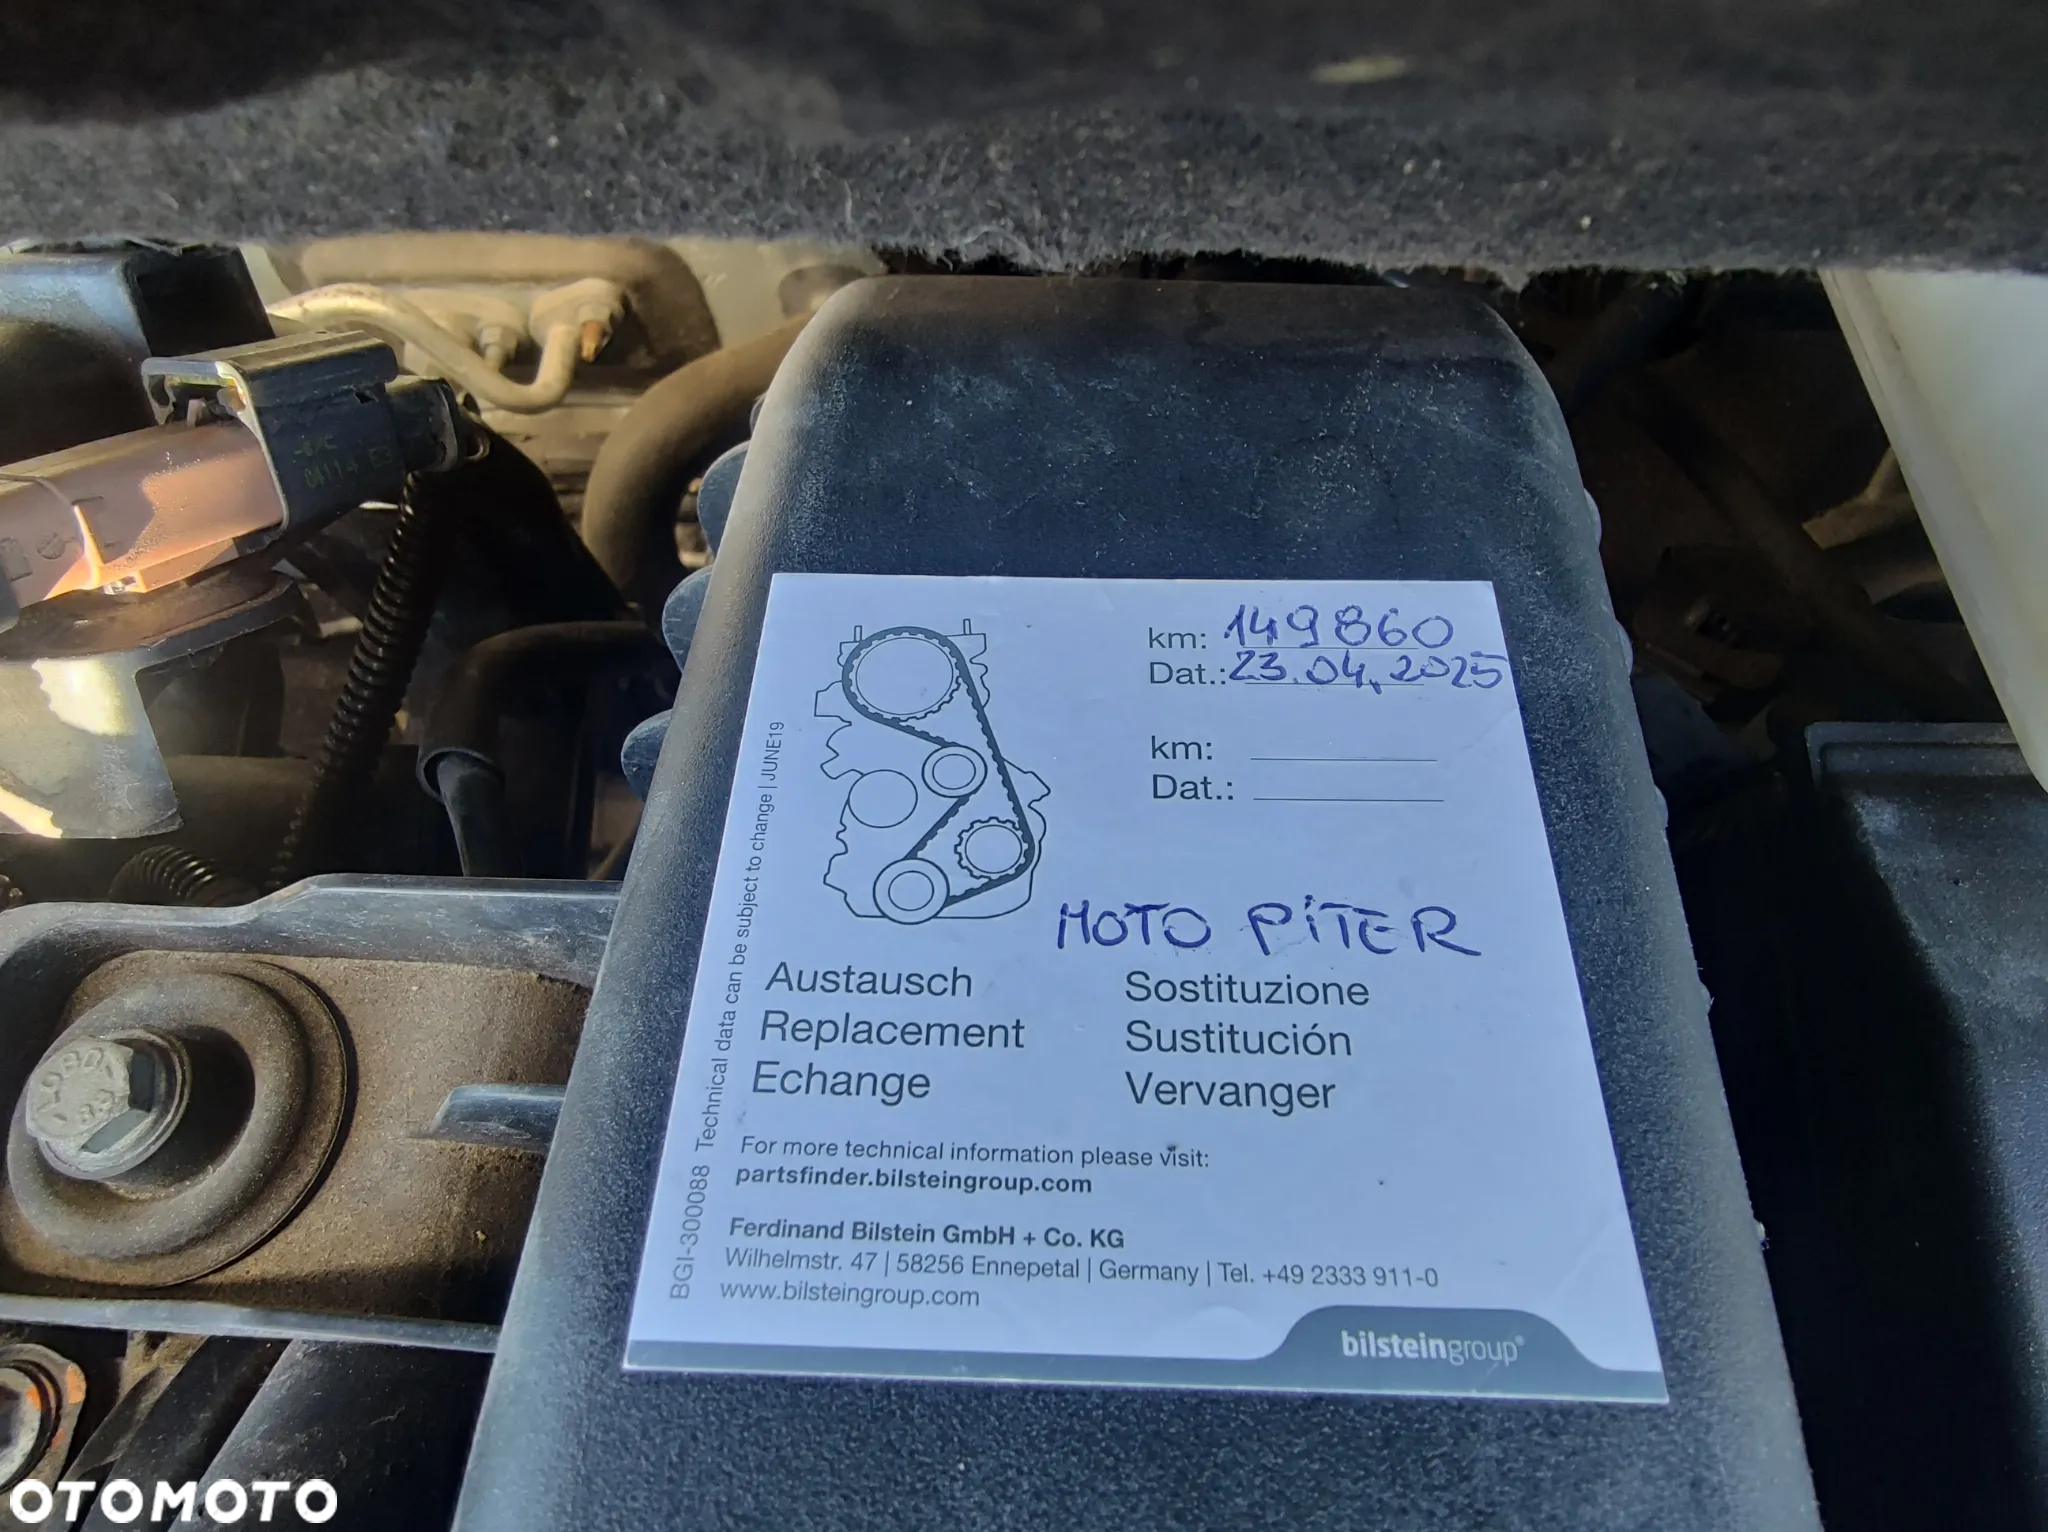 km: 149860
Dat.: 23.04.2025
km:
Dat.:
MOTO PiTER
Austausch
Replacement
Echange
Sostituzione
Sustitución
Vervanger
For more technical information please visit:
partsfinder.bilsteingroup.com
Ferdinand Bilstein GmbH + Co. KG
Wilhelmstr. 47 | 58256 Ennepetal | Germany | Tel. +49 2333 911-0
www.bilsteingroup.com
bilsteingroup®
BGI-300088 Technical data can be subject to change | JUNE19
8.8
OTOMOTO